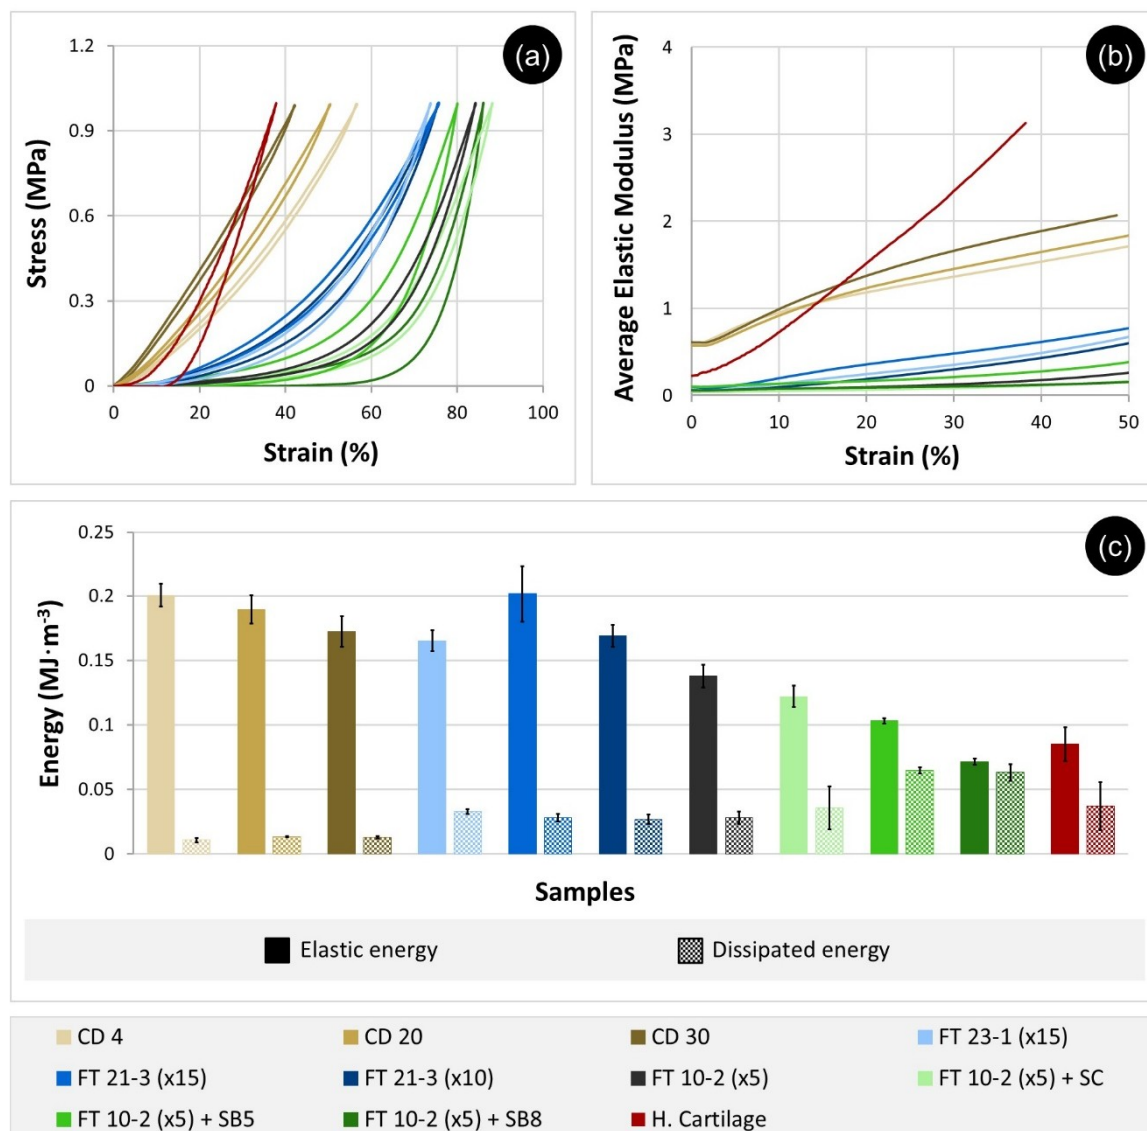 (a)
1.2
0.9
0.6
0.3
0
Stress (MPa)
0 20 40 60 80 100
Strain (%)
(b)
4
3
2
1
0
Average Elastic Modulus (MPa)
0 10 20 30 40 50
Strain (%)
(c)
0.25
0.2
0.15
0.1
0.05
0
Energy (MJ·m⁻³)
Samples
Elastic energy Dissipated energy
CD 4 CD 20 CD 30 FT 23-1 (x15)
FT 21-3 (x15) FT 21-3 (x10) FT 10-2 (x5) FT 10-2 (x5) + SC
FT 10-2 (x5) + SB5 FT 10-2 (x5) + SB8 H. Cartilage